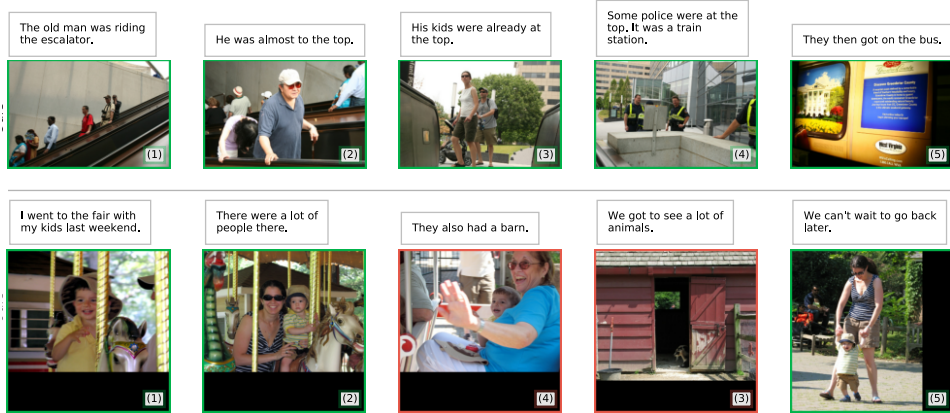 The old man was riding
the escalator.
He was almost to the top.
His kids were already at
the top.
Some police were at the
top. It was a train
station.
They then got on the bus.
(1)
(2)
(3)
(4)
West Virginia
(5)
I went to the fair with
my kids last weekend.
There were a lot of
people there.
They also had a barn.
We got to see a lot of
animals.
We can't wait to go back
later.
(1)
(2)
(4)
(3)
(5)